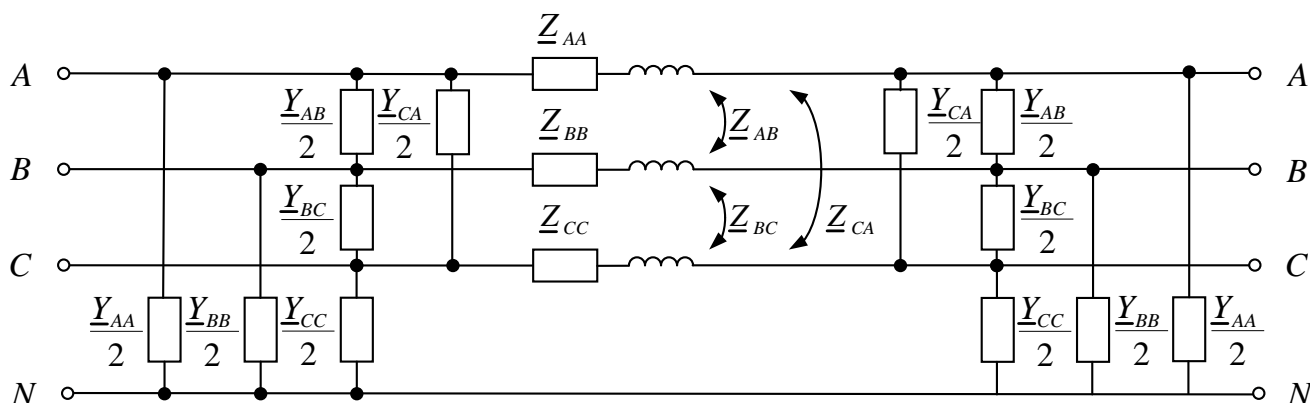 Z_AA
A A
Y_AB/2 Y_CA/2 Z_BB Z_AB Y_CA/2 Y_AB/2
B B
Y_BC/2 Z_CC Z_BC Z_CA Y_BC/2
C C
Y_AA/2 Y_BB/2 Y_CC/2 Y_CC/2 Y_BB/2 Y_AA/2
N N